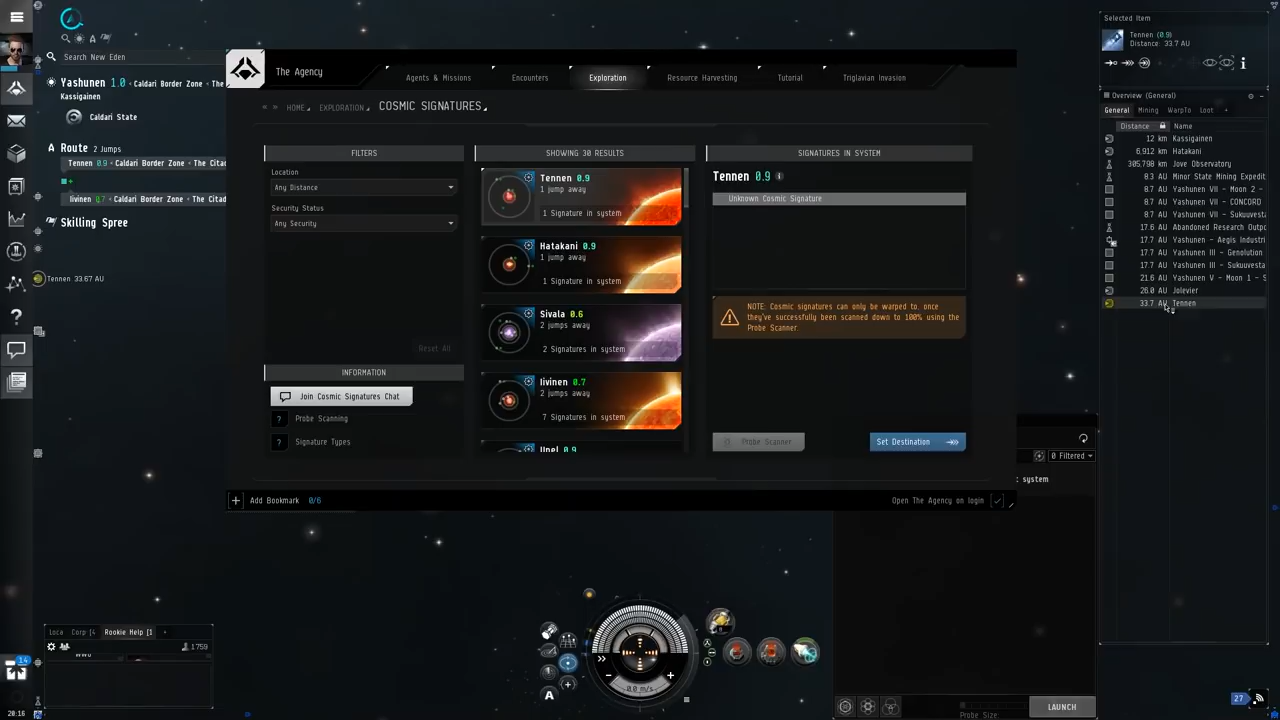 Search New Eden
Yashunen 1.0 < Caldari Border Zone <
Kassigainen
Caldari State
Route 2 Jumps
Tennen 0.9 < Caldari Border Zone < The Cita
Iivinen 0.7 < Caldari Border Zone < The Citad
Skilling Spree
Tennen 33.67 AU
The Agency
Agents & Missions
Encounters
Exploration
Resource Harvesting
Tutorial
Triglavian Invasion
HOME
EXPLORATION
COSMIC SIGNATURES
FILTERS
Location
Any Distance
Security Status
Any Security
Reset All
INFORMATION
Join Cosmic Signatures Chat
? Probe Scanning
? Signature Types
SHOWING 30 RESULTS
Tennen 0.9
1 jump away
1 Signature in system
Hatakani 0.9
1 jump away
1 Signature in system
Sivala 0.6
2 jumps away
2 Signatures in system
Iivinen 0.7
2 jumps away
7 Signatures in system
SIGNATURES IN SYSTEM
Tennen 0.9
Unknown Cosmic Signature
NOTE: Cosmic signatures can only be warped to, once
they've successfully been scanned down to 100% using the
Probe Scanner.
Probe Scanner
Set Destination
Add Bookmark 0/6
Open The Agency on login
Selected Item
Tennen (0.9)
Distance: 33.7 AU
Overview (General)
General Mining WarpTo Loot +
Distance Name
12 km Kassigainen
6,912 km Hatakani
305,798 km Jove Observatory
8.3 AU Minor State Mining Expedit
8.7 AU Yashunen VII - Moon 2 -
8.7 AU Yashunen VII - CONCORD
8.7 AU Yashunen VII - Sukuuvest
17.6 AU Abandoned Research Outpo
17.7 AU Yashunen - Aegis Industri
17.7 AU Yashunen III - Genolution
17.7 AU Yashunen III - Sukuuvesta
21.6 AU Yashunen V - Moon 1 - S
26.0 AU Jolevier
33.7 AU Tennen
0 Filtered
t system
Loca Corp [4 Rookie Help [1 +
1759
0.0 m/s
Probe Size:
LAUNCH
14
27
20:16